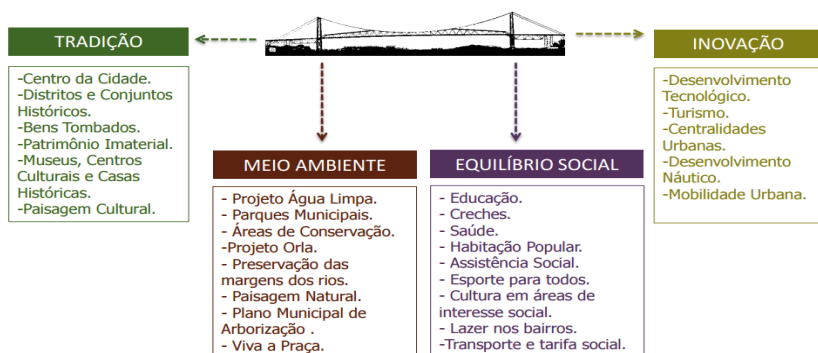 TRADIÇÃO
-Centro da Cidade.
-Distritos e Conjuntos
Históricos.
-Bens Tombados.
-Patrimônio Imaterial.
-Museus, Centros
Culturais e Casas
Históricas.
-Paisagem Cultural.
MEIO AMBIENTE
- Projeto Água Limpa.
- Parques Municipais.
- Áreas de Conservação.
-Projeto Orla.
- Preservação das
margens dos rios.
- Paisagem Natural.
- Plano Municipal de
Arborização .
- Viva a Praça.
EQUILÍBRIO SOCIAL
- Educação.
- Creches.
- Saúde.
- Habitação Popular.
- Assistência Social.
- Esporte para todos.
- Cultura em áreas de
interesse social.
- Lazer nos bairros.
-Transporte e tarifa social.
INOVAÇÃO
-Desenvolvimento
Tecnológico.
-Turismo.
-Centralidades
Urbanas.
-Desenvolvimento
Náutico.
-Mobilidade Urbana.